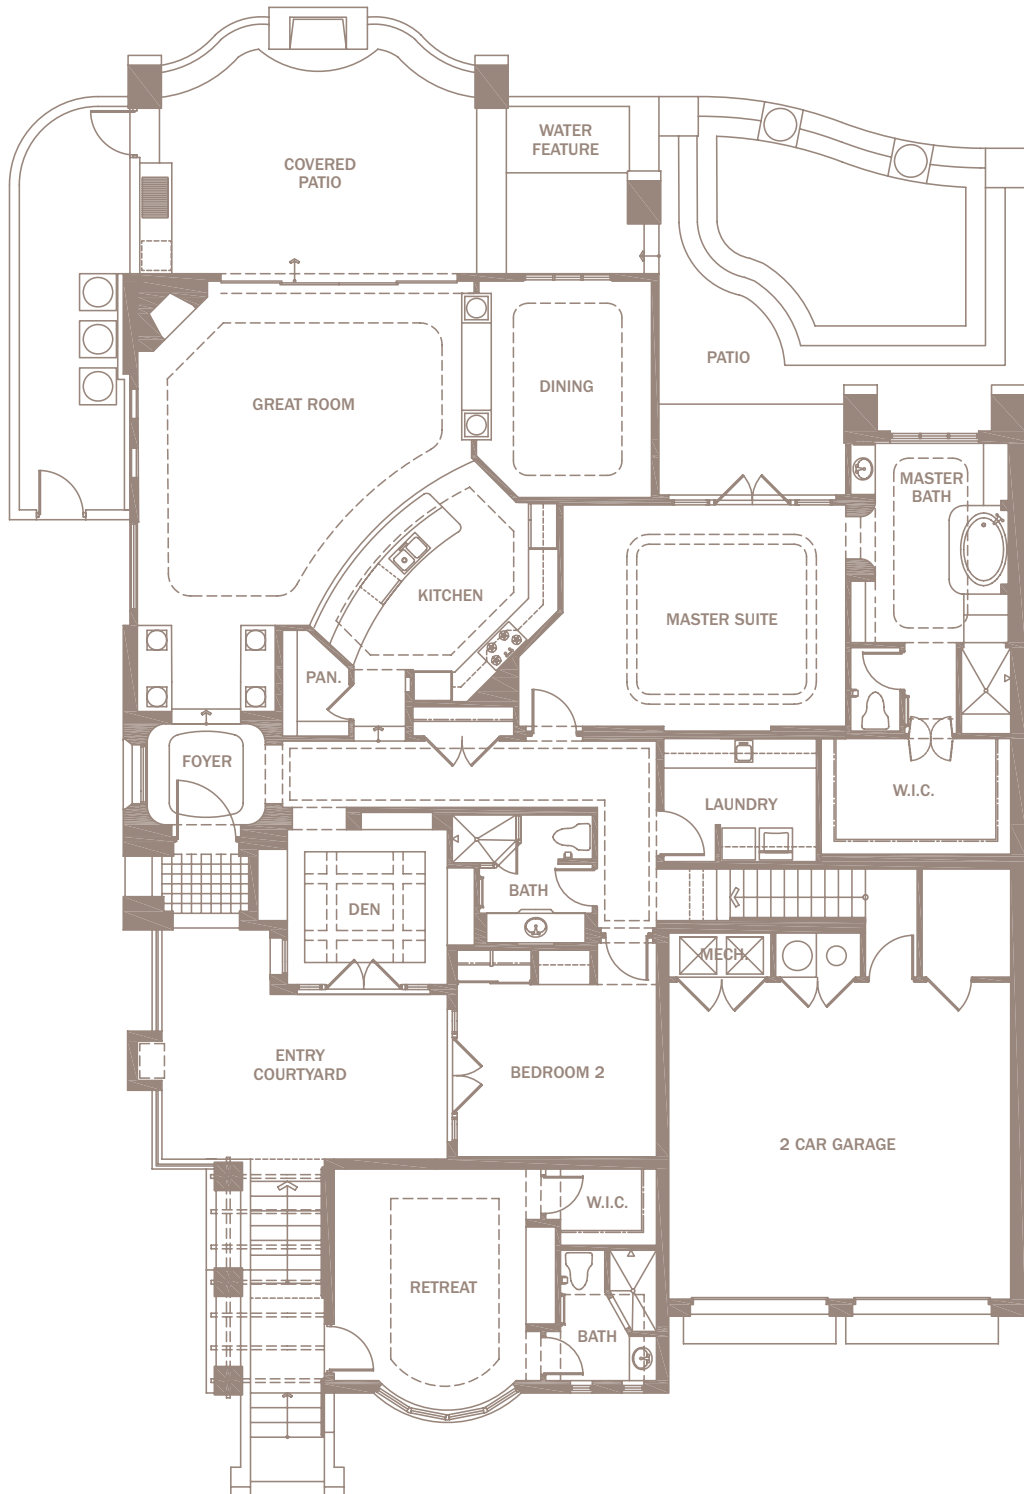 WATER
FEATURE
COVERED
PATIO
PATIO
DINING
GREAT ROOM
MASTER
BATH
KITCHEN
MASTER SUITE
PAN.
FOYER
W.I.C.
LAUNDRY
BATH
DEN
MECH.
ENTRY
COURTYARD
BEDROOM 2
2 CAR GARAGE
W.I.C.
RETREAT
BATH